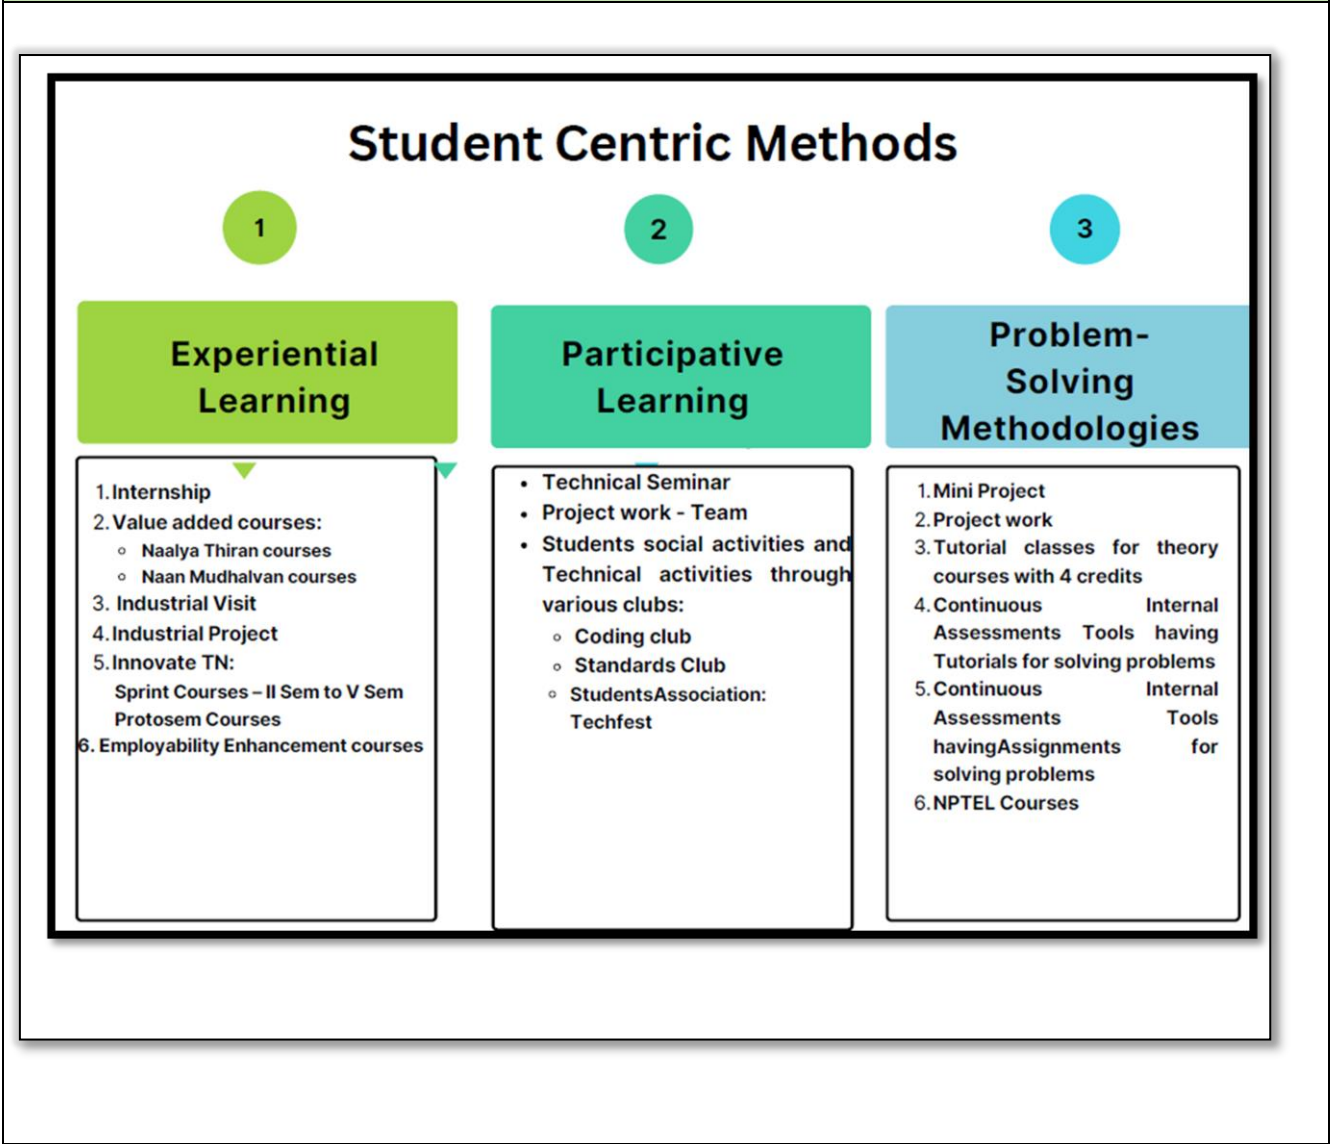 Student Centric Methods
1
Experiential
Learning
1. Internship
2. Value added courses:
◦ Naalya Thiran courses
◦ Naan Mudhalvan courses
3. Industrial Visit
4. Industrial Project
5. Innovate TN:
Sprint Courses – II Sem to V Sem
Protosem Courses
6. Employability Enhancement courses
2
Participative
Learning
• Technical Seminar
• Project work - Team
• Students social activities and
Technical activities through
various clubs:
◦ Coding club
◦ Standards Club
◦ StudentsAssociation:
Techfest
3
Problem-
Solving
Methodologies
1. Mini Project
2. Project work
3. Tutorial classes for theory
courses with 4 credits
4. Continuous Internal
Assessments Tools having
Tutorials for solving problems
5. Continuous Internal
Assessments Tools
havingAssignments for
solving problems
6. NPTEL Courses